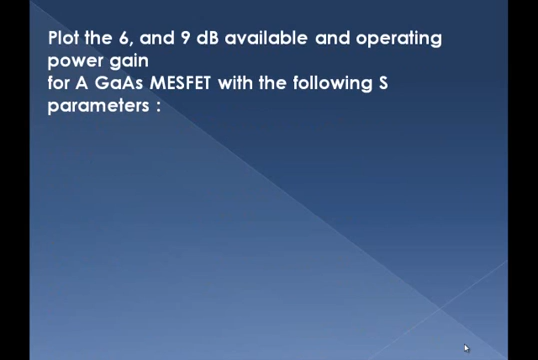 Plot the 6, and 9 dB available and operating
power gain
for A GaAs MESFET with the following S
parameters :